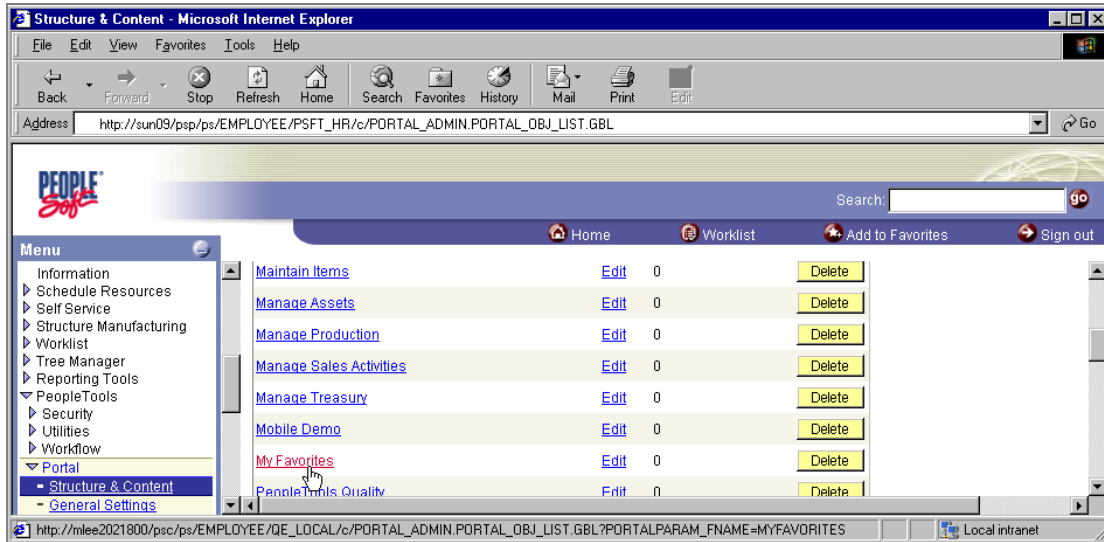 Structure & Content - Microsoft Internet Explorer
File Edit View Favorites Tools Help
Back Forward Stop Refresh Home Search Favorites History Mail Print Edit
Address http://sun09/psp/ps/EMPLOYEE/PSFT_HR/c/PORTAL_ADMIN.PORTAL_OBJ_LIST.GBL Go
PEOPLE
Soft
Search: go
Home Worklist Add to Favorites Sign out
Menu
Information
Schedule Resources
Self Service
Structure Manufacturing
Worklist
Tree Manager
Reporting Tools
PeopleTools
Security
Utilities
Workflow
Portal
- Structure & Content
- General Settings
Maintain Items Edit 0 Delete
Manage Assets Edit 0 Delete
Manage Production Edit 0 Delete
Manage Sales Activities Edit 0 Delete
Manage Treasury Edit 0 Delete
Mobile Demo Edit 0 Delete
My Favorites Edit 0 Delete
PeopleTools Quality Edit 0 Delete
http://mlee2021800/psc/ps/EMPLOYEE/QE_LOCAL/c/PORTAL_ADMIN.PORTAL_OBJ_LIST.GBL?PORTALPARAM_FNAME=MYFAVORITES Local intranet